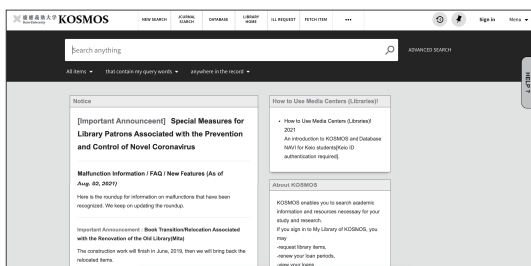 慶應義塾大学 KOSMOS
Keio University
NEW SEARCH
JOURNAL SEARCH
DATABASE
LIBRARY HOME
ILL REQUEST
FETCH ITEM
•••
Sign in
Menu
Search anything
ADVANCED SEARCH
All items
that contain my query words
anywhere in the record
HELP ?
Notice
[Important Announceent] Special Measures for
Library Patrons Associated with the Prevention
and Control of Novel Coronavirus
Malfunction Information / FAQ / New Features (As of
Aug. 02, 2021)
Here is the roundup for information on malfunctions that have been
recognized. We keep on updating the roundup.
Important Announcement : Book Transition/Relocation Associated
with the Renovation of the Old Library(Mita)
The construction work will finish in June, 2019, then we will bring back the
relocated items.
How to Use Media Centers (Libraries)!
• How to Use Media Centers (Libraries)!
2021
An introduction to KOSMOS and Database
NAVI for Keio students[Keio ID
authentication required].
About KOSMOS
KOSMOS enables you to search academic
information and resources necessary for your
study and research.
If you sign in to My Library of KOSMOS, you
may
-request library items,
-renew your loan periods,
-view your loans,